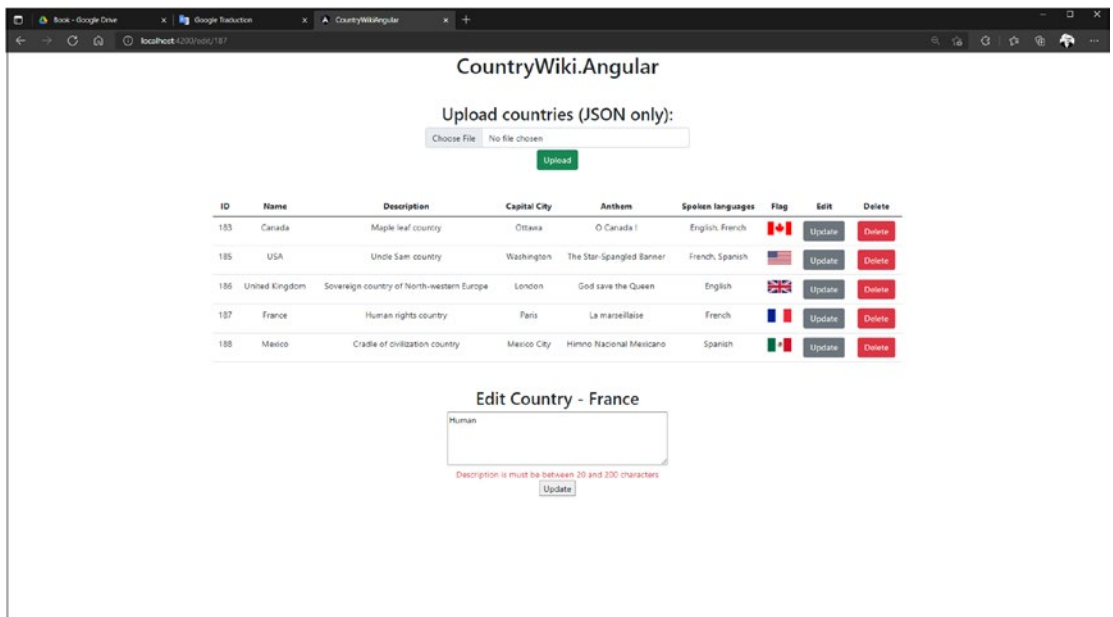 Book - Google Drive
Google Traduction
CountryWikiAngular
localhost:4200/edit/187
CountryWiki.Angular
Upload countries (JSON only):
Choose File No file chosen
Upload
ID Name Description Capital City Anthem Spoken languages Flag Edit Delete
183 Canada Maple leaf country Ottawa O Canada ! English, French Update Delete
185 USA Uncle Sam country Washington The Star-Spangled Banner French, Spanish Update Delete
186 United Kingdom Sovereign country of North-western Europe London God save the Queen English Update Delete
187 France Human rights country Paris La marseillaise French Update Delete
188 Mexico Cradle of civilization country Mexico City Himno Nacional Mexicano Spanish Update Delete
Edit Country - France
Human
Description is must be between 20 and 200 characters
Update